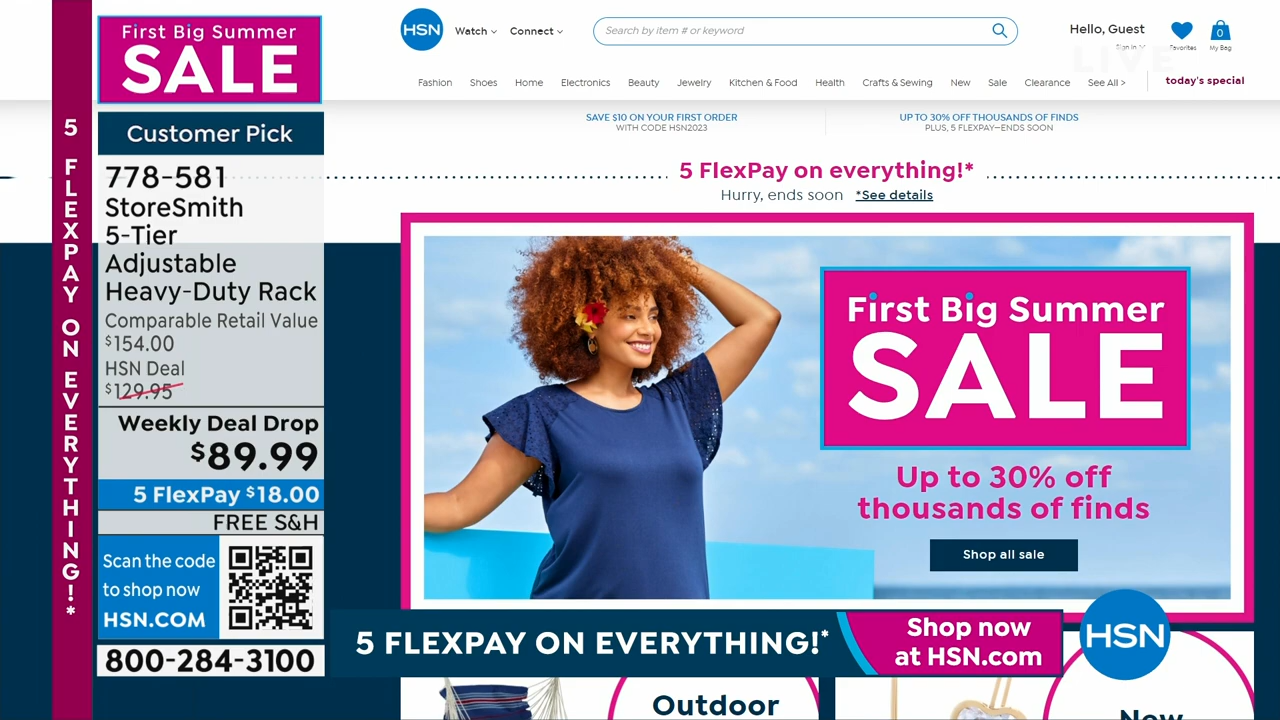 5 FLEXPAY ON EVERYTHING!*
First Big Summer
SALE
Customer Pick
778-581
StoreSmith
5-Tier
Adjustable
Heavy-Duty Rack
Comparable Retail Value
$154.00
HSN Deal
$129.95
Weekly Deal Drop
$89.99
5 FlexPay $18.00
FREE S&H
Scan the code
to shop now
HSN.COM
800-284-3100
HSN
Watch
Connect
Search by item # or keyword
Hello, Guest
Sign in
Favorites
0
My Bag
LIVE
Fashion Shoes Home Electronics Beauty Jewelry Kitchen & Food Health Crafts & Sewing New Sale Clearance See All >
today's special
SAVE $10 ON YOUR FIRST ORDER
WITH CODE HSN2023
UP TO 30% OFF THOUSANDS OF FINDS
PLUS, 5 FLEXPAY—ENDS SOON
5 FlexPay on everything!*
Hurry, ends soon *See details
First Big Summer
SALE
Up to 30% off
thousands of finds
Shop all sale
5 FLEXPAY ON EVERYTHING!*
Shop now
at HSN.com
HSN
Outdoor
New